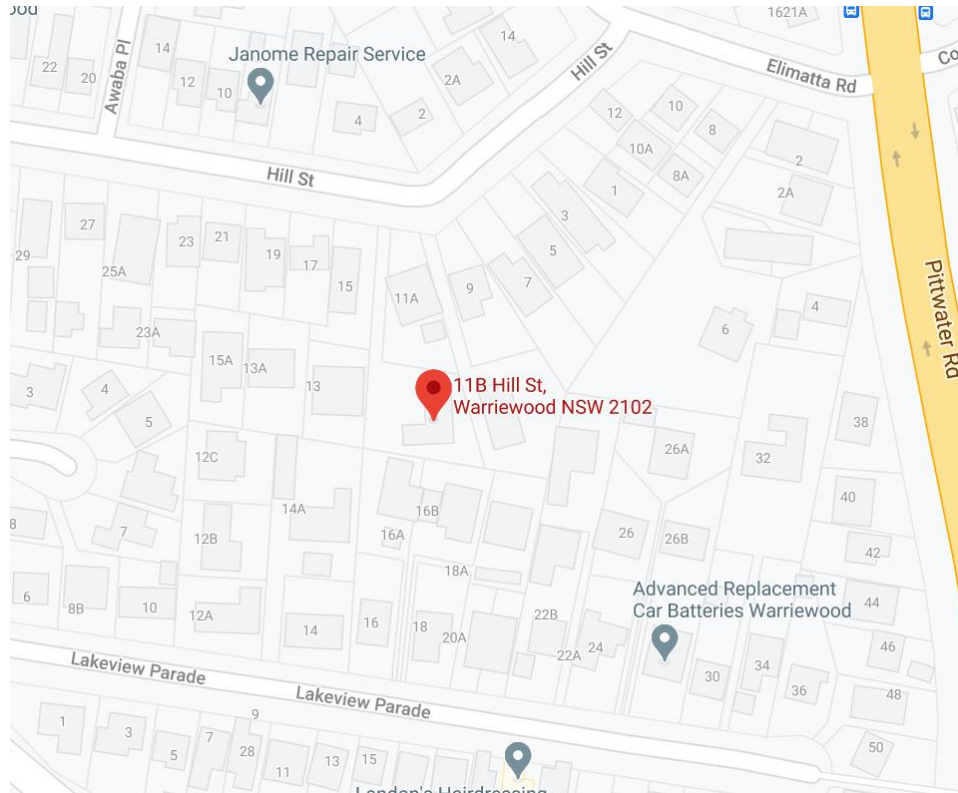 ood
1621A
14
Janome Repair Service
Hill St
Elimatta Rd
Co
22
20
Awaba Pl
12
10
2A
4
2
12
10
8
10A
2
Hill St
1
8A
2A
3
27
23
21
19
17
15
5
29
25A
11A
9
7
Pittwater Rd
4
23A
6
15A
13A
13
11B Hill St,
Warriewood NSW 2102
3
4
5
38
12C
26A
32
14A
16B
40
8
7
12B
16A
26
26B
42
18A
Advanced Replacement
Car Batteries Warriewood
6
8B
10
12A
14
16
18
20A
22B
22A
24
44
46
34
30
36
48
Lakeview Parade
Lakeview Parade
9
1
3
5
7
28
11
13
15
50
Landon's Hairdressing